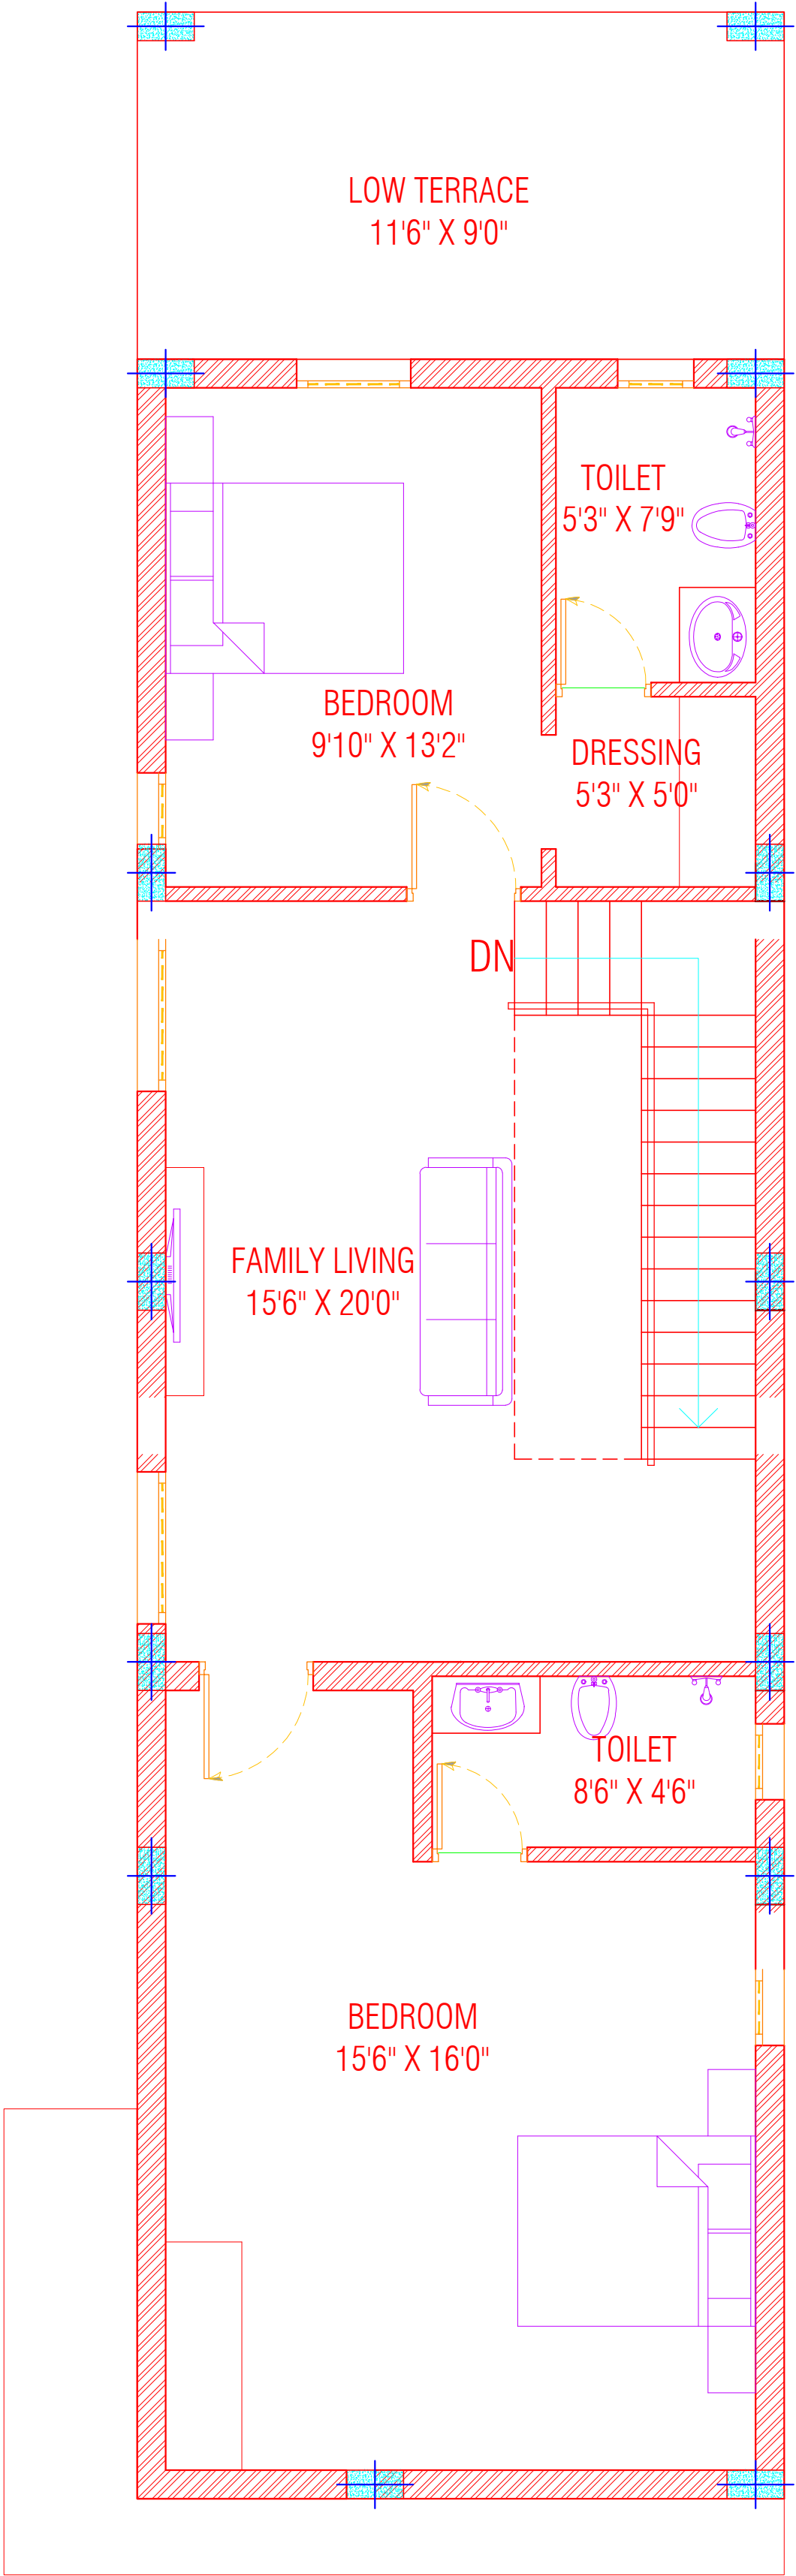 LOW TERRACE
11'6" X 9'0"
TOILET
5'3" X 7'9"
BEDROOM
9'10" X 13'2"
DRESSING
5'3" X 5'0"
DN
FAMILY LIVING
15'6" X 20'0"
TOILET
8'6" X 4'6"
BEDROOM
15'6" X 16'0"